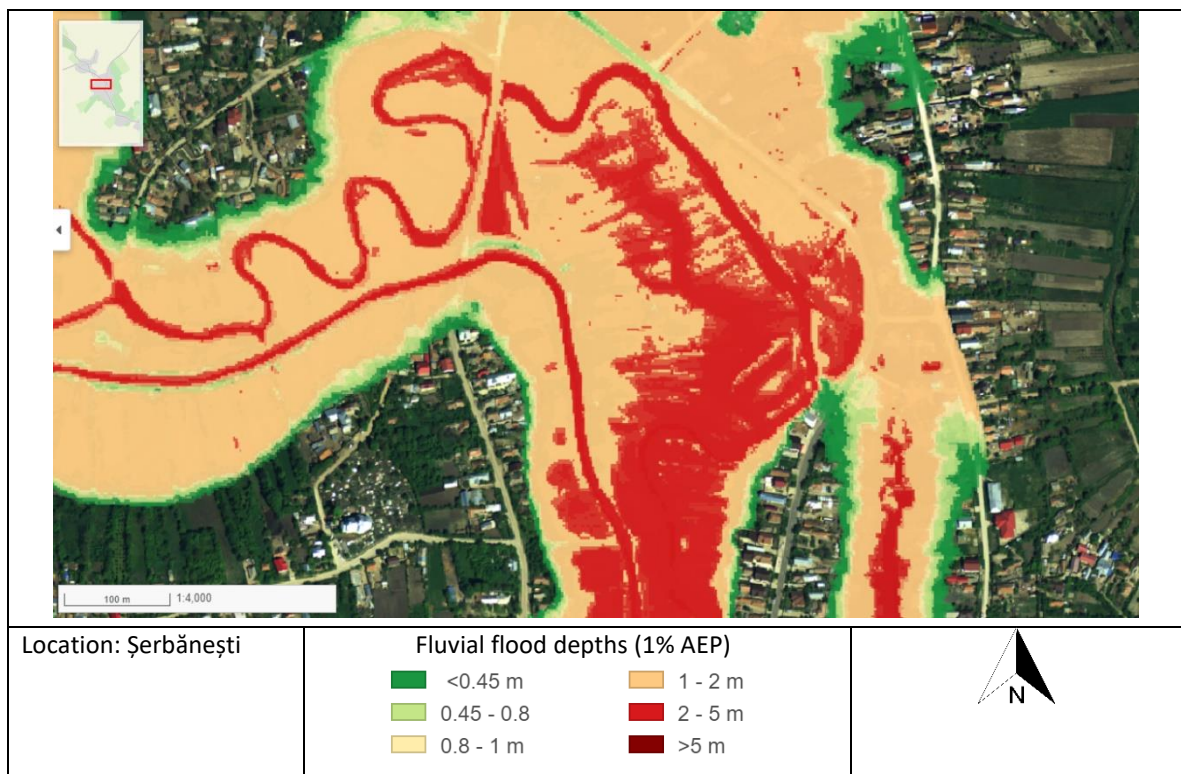 100 m
1:4,000
Location: Șerbănești
Fluvial flood depths (1% AEP)
<0.45 m
1 - 2 m
0.45 - 0.8
2 - 5 m
0.8 - 1 m
>5 m
N